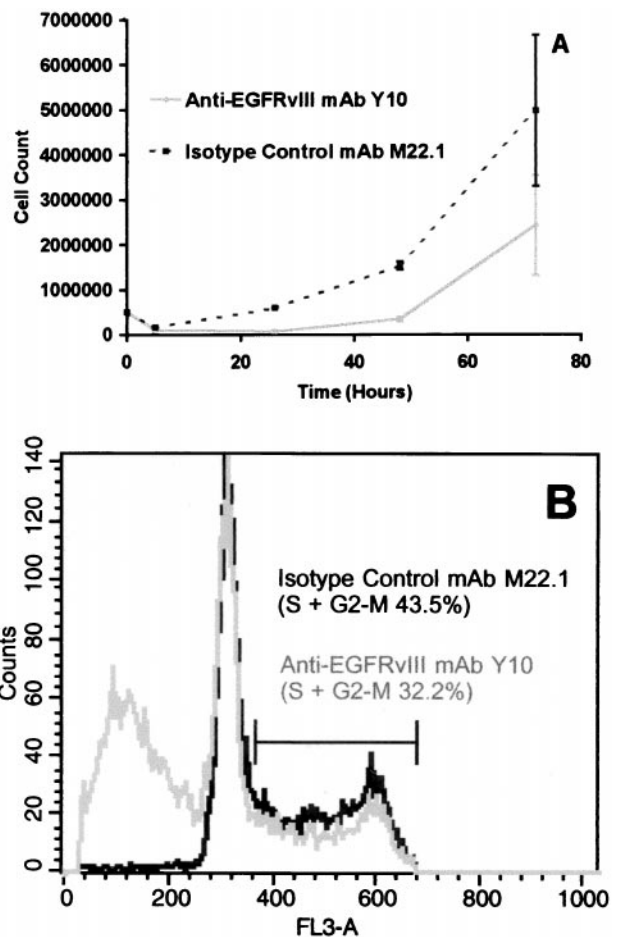 7000000
A
6000000
5000000
4000000
3000000
2000000
1000000
0
Cell Count
Anti-EGFRvIII mAb Y10
Isotype Control mAb M22.1
0 20 40 60 80
Time (Hours)
B
140
120
100
80
60
40
20
0
Counts
Isotype Control mAb M22.1
(S + G2-M 43.5%)
Anti-EGFRvIII mAb Y10
(S + G2-M 32.2%)
0 200 400 600 800 1000
FL3-A